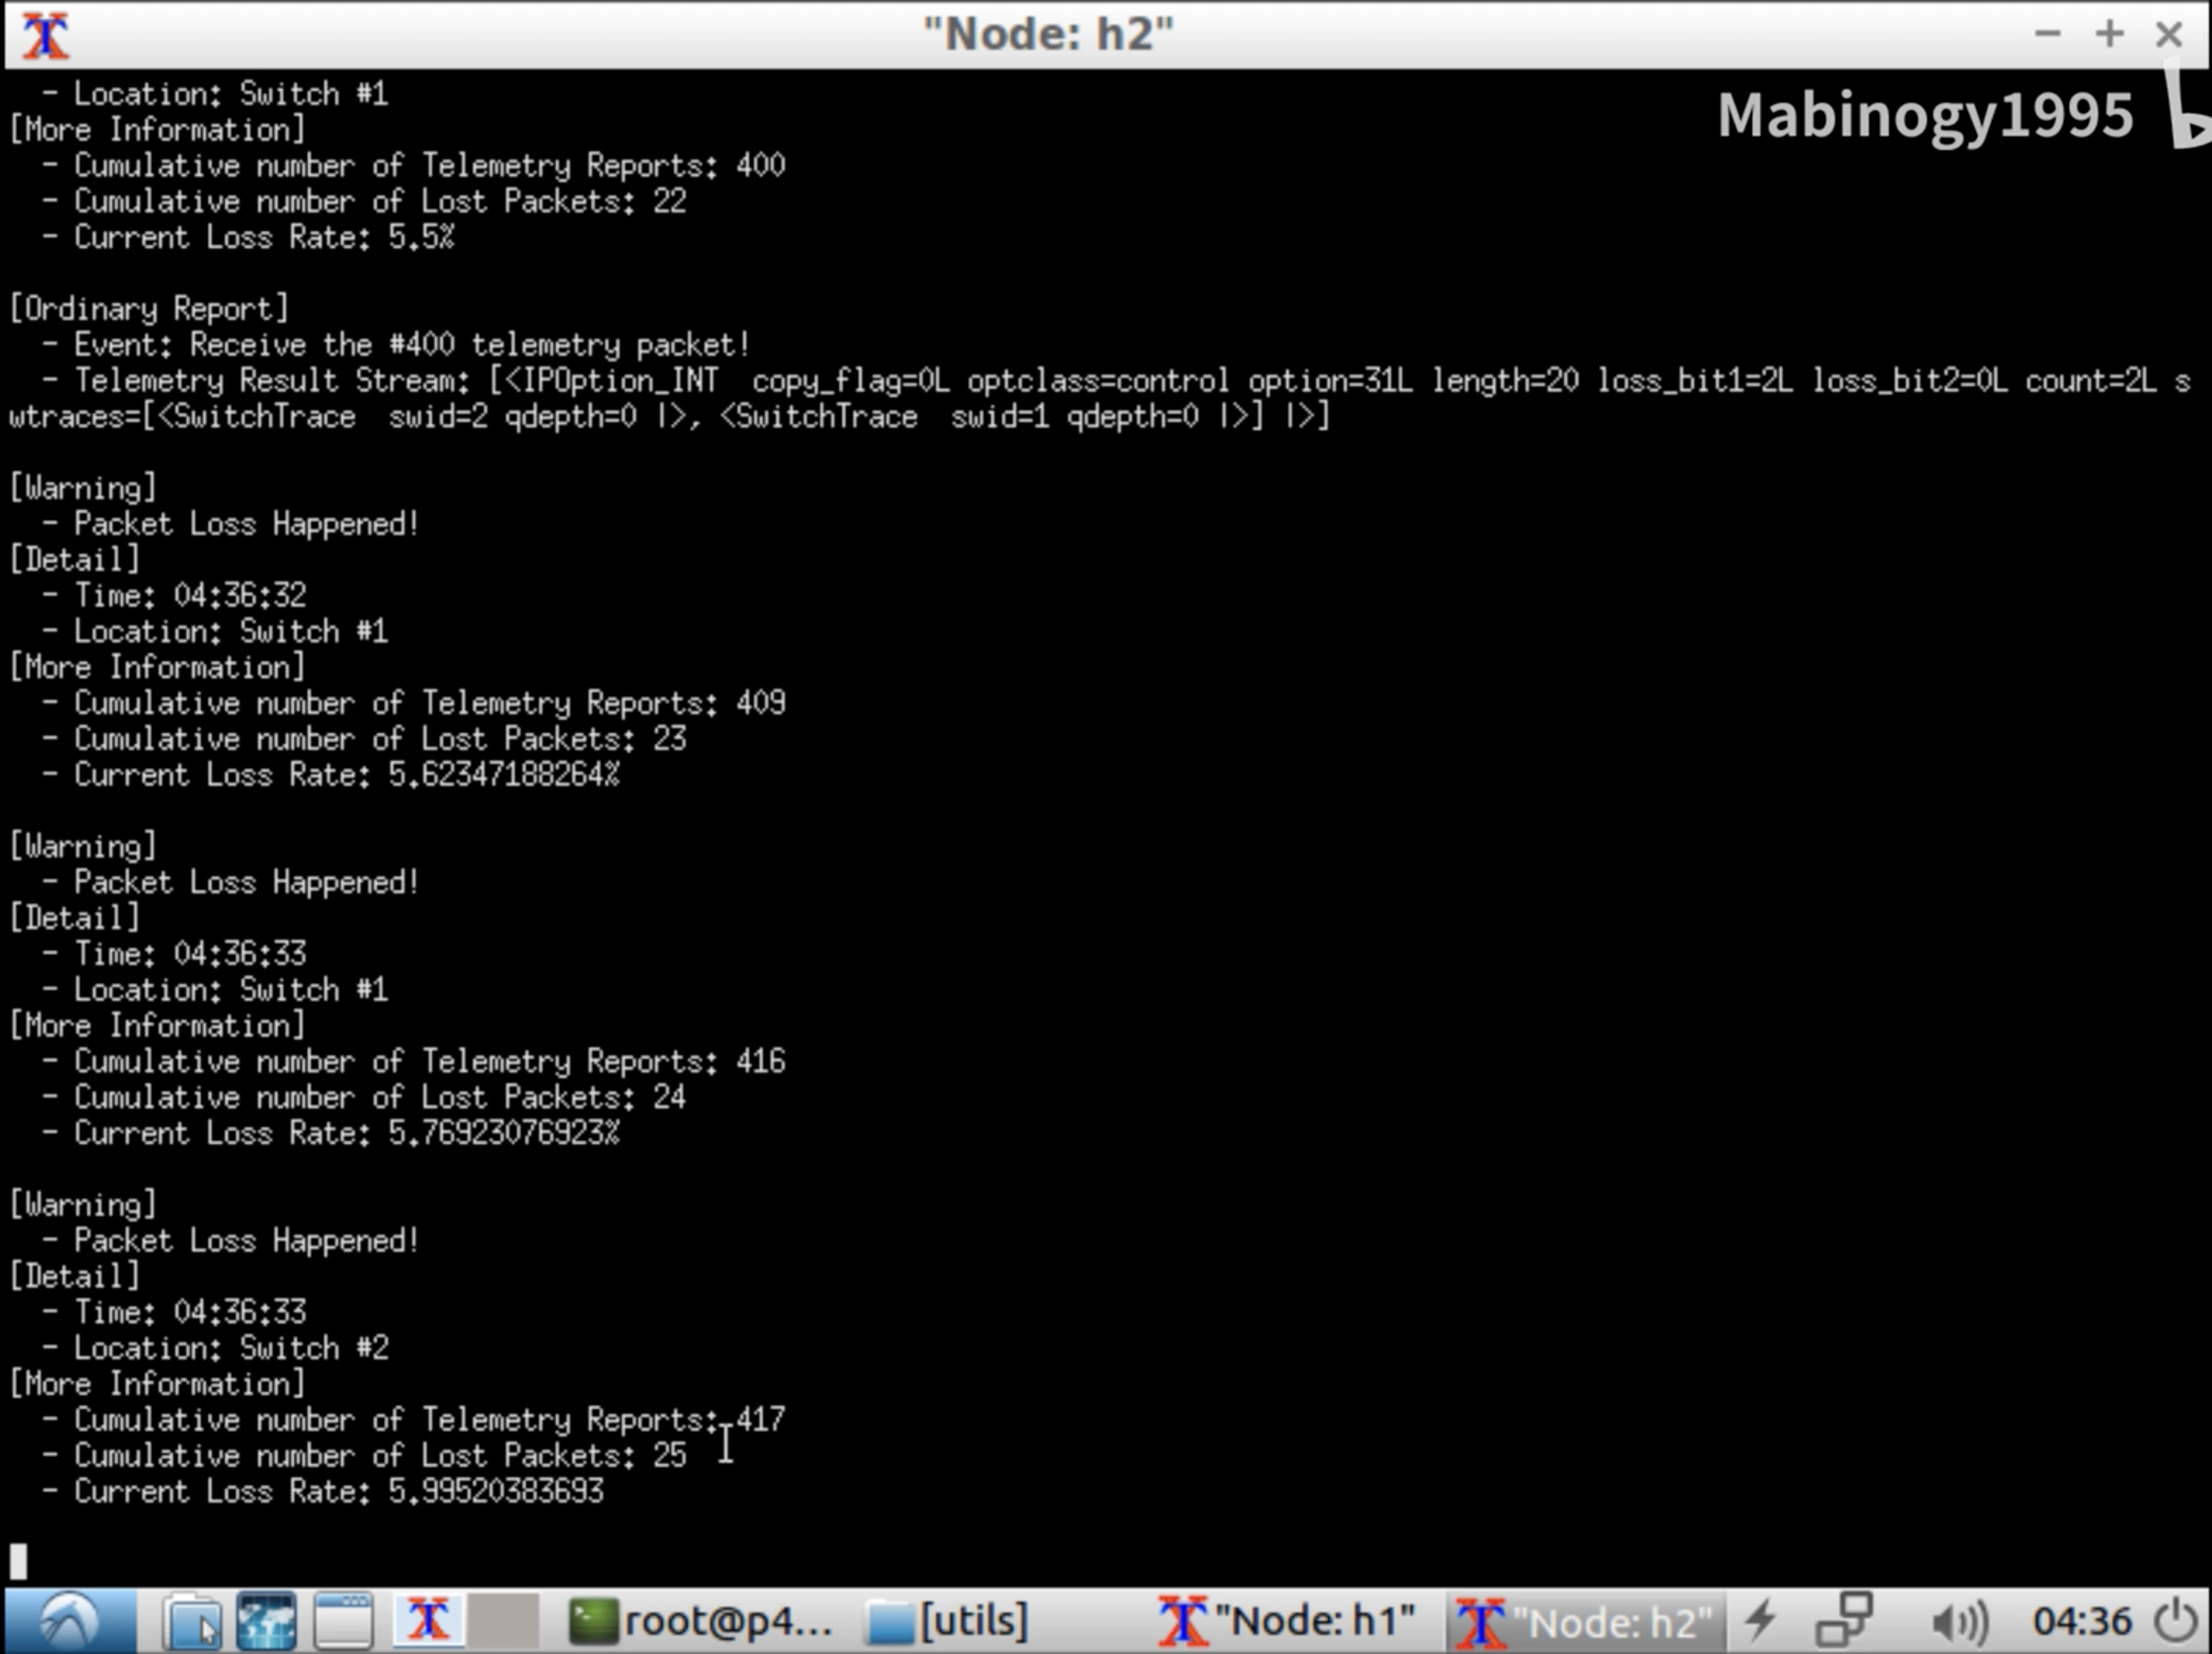 "Node: h2"
Mabinogy1995
- Location: Switch #1
[More Information]
- Cumulative number of Telemetry Reports: 400
- Cumulative number of Lost Packets: 22
- Current Loss Rate: 5.5%
[Ordinary Report]
- Event: Receive the #400 telemetry packet!
- Telemetry Result Stream: [<IPOption_INT  copy_flag=0L optclass=control option=31L length=20 loss_bit1=2L loss_bit2=0L count=2L s
wtraces=[<SwitchTrace  swid=2 qdepth=0 |>, <SwitchTrace  swid=1 qdepth=0 |>] |>]
[Warning]
- Packet Loss Happened!
[Detail]
- Time: 04:36:32
- Location: Switch #1
[More Information]
- Cumulative number of Telemetry Reports: 409
- Cumulative number of Lost Packets: 23
- Current Loss Rate: 5.62347188264%
[Warning]
- Packet Loss Happened!
[Detail]
- Time: 04:36:33
- Location: Switch #1
[More Information]
- Cumulative number of Telemetry Reports: 416
- Cumulative number of Lost Packets: 24
- Current Loss Rate: 5.76923076923%
[Warning]
- Packet Loss Happened!
[Detail]
- Time: 04:36:33
- Location: Switch #2
[More Information]
- Cumulative number of Telemetry Reports: 417
- Cumulative number of Lost Packets: 25
- Current Loss Rate: 5.99520383693
root@p4... [utils] "Node: h1" "Node: h2" 04:36